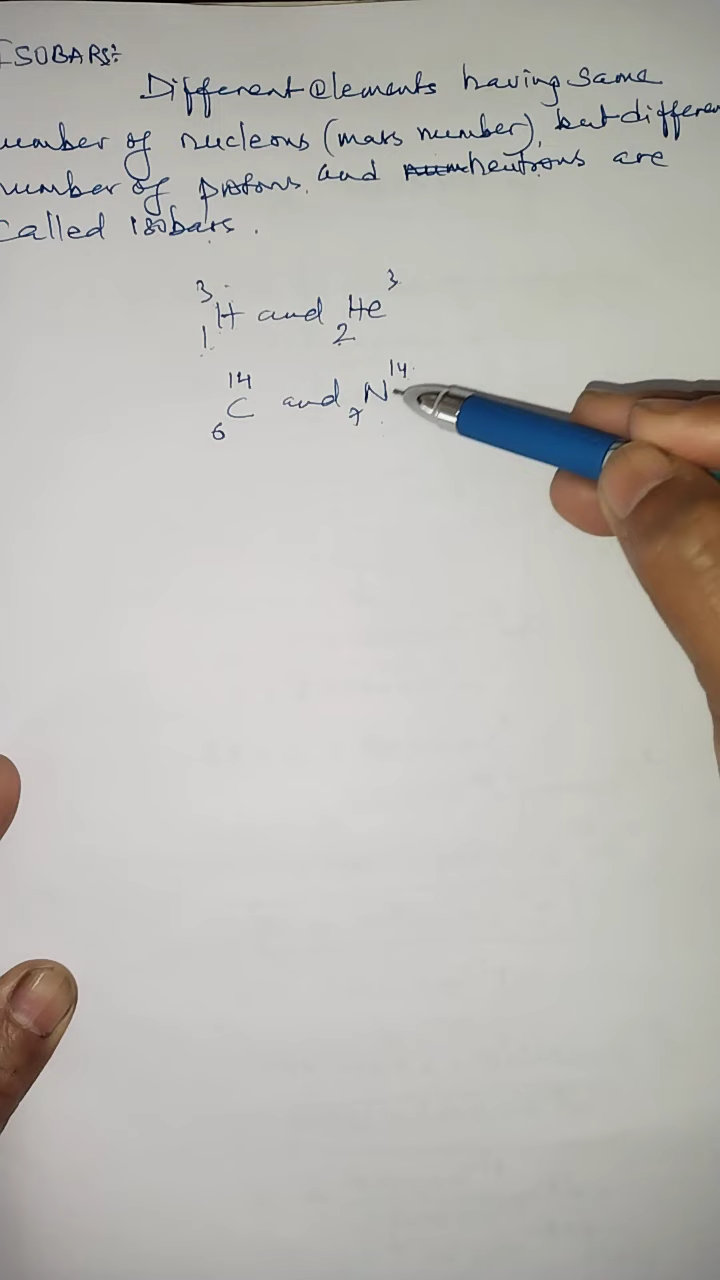 ISOBARS:
Different elements having same
number of nucleons (mass number), but different
number of protons, and neutrons are
called isobars.
³₁H and ₂He³
¹⁴₆C and ₇N¹⁴